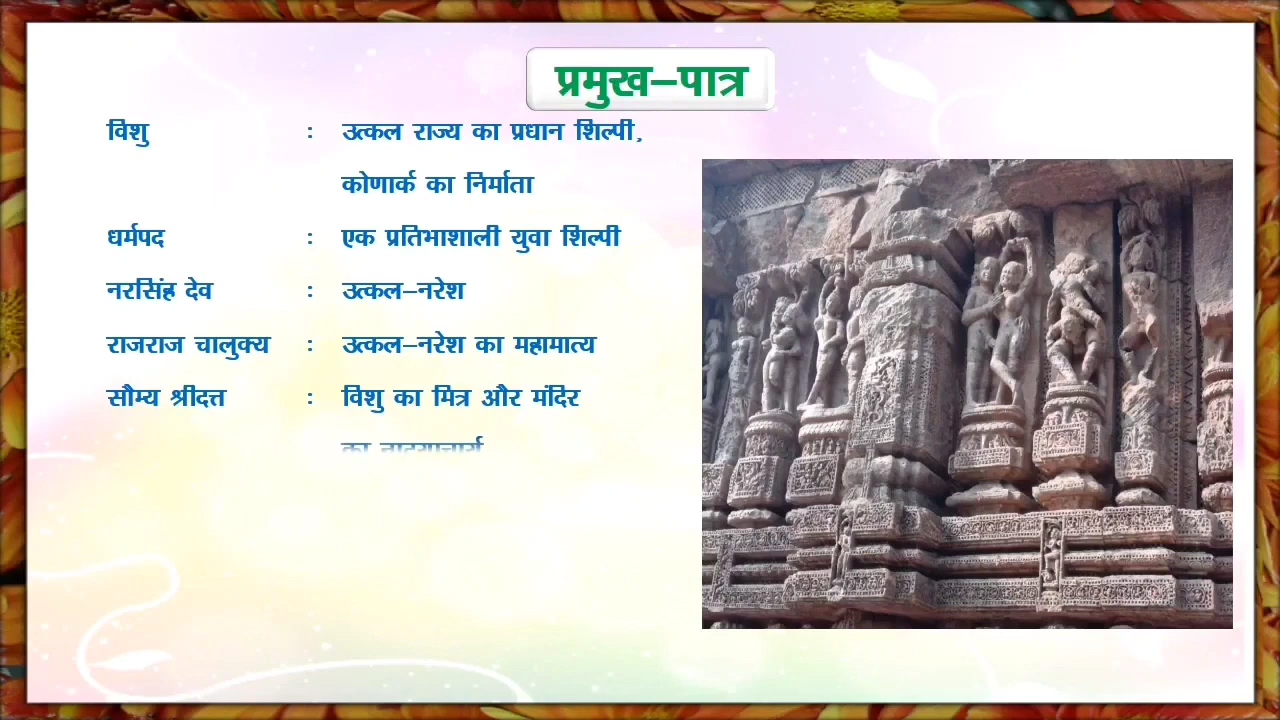 प्रमुख–पात्र
विशु : उत्कल राज्य का प्रधान शिल्पी,
कोणार्क का निर्माता
धर्मपद : एक प्रतिभाशाली युवा शिल्पी
नरसिंह देव : उत्कल–नरेश
राजराज चालुक्य : उत्कल–नरेश का महामात्य
सौम्य श्रीदत्त : विशु का मित्र और मंदिर
का